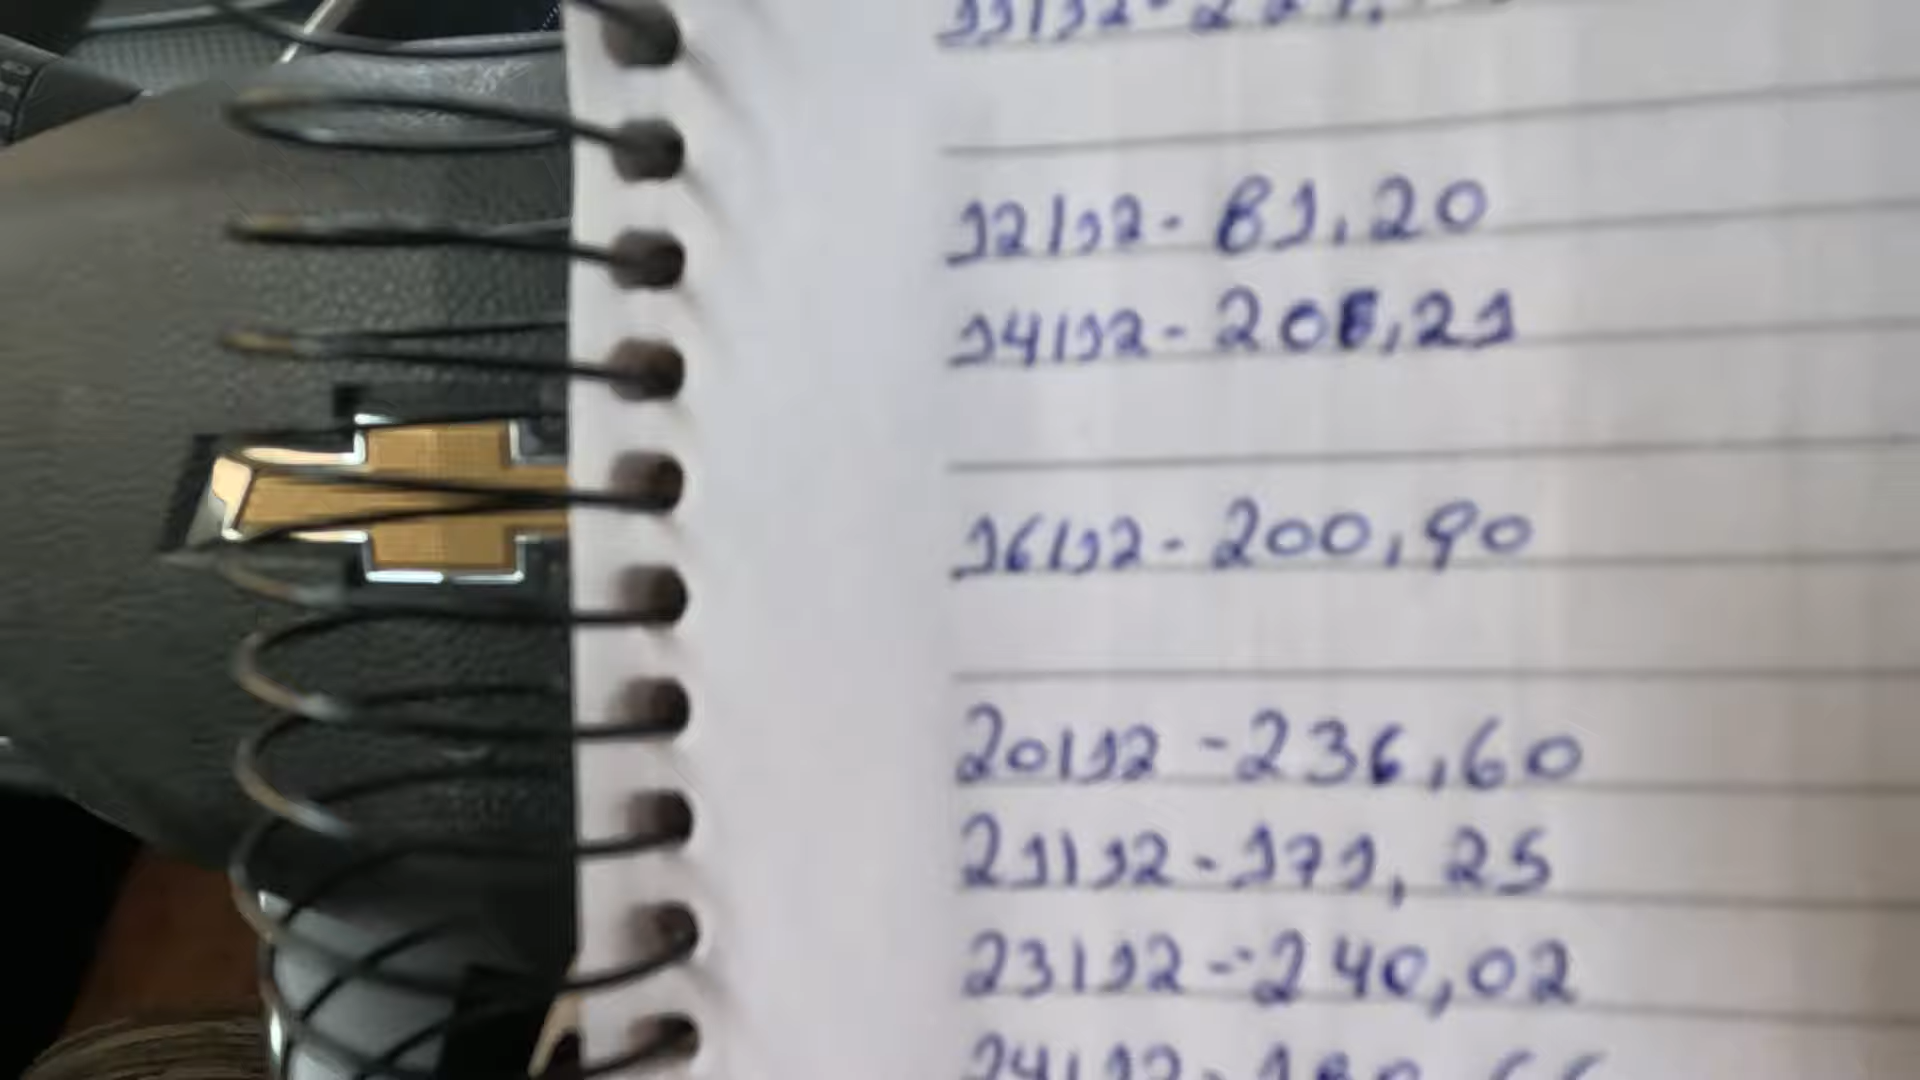 12/12 - 81,20
14/12 - 208,21
16/12 - 200,90
20/12 - 236,60
21/12 - 171,25
23/12 - 240,02